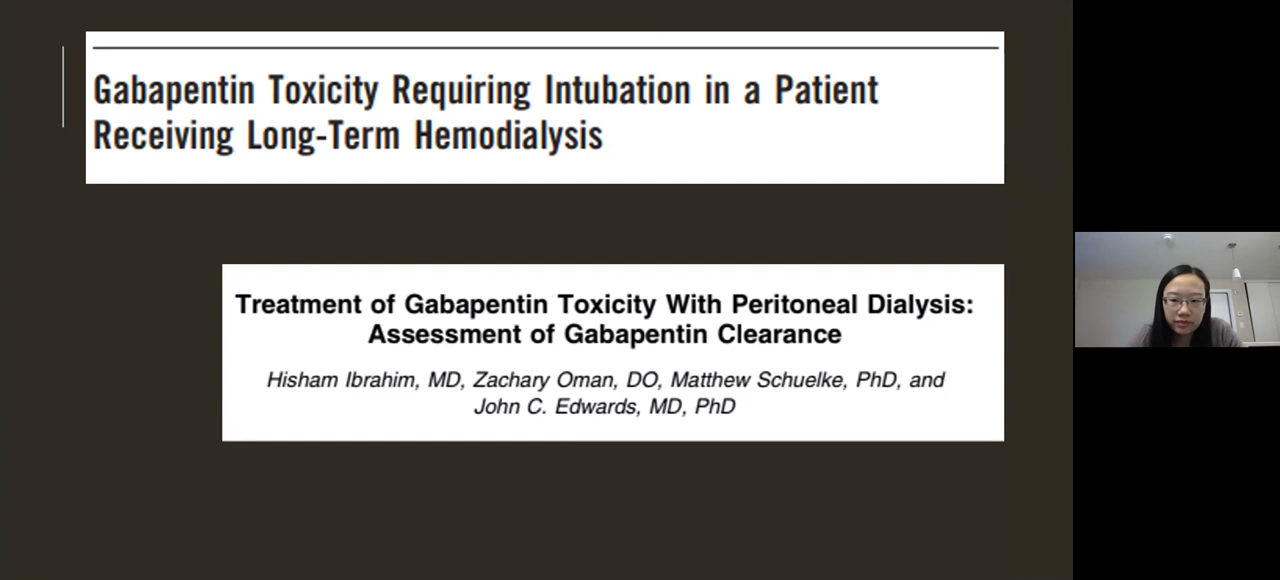 Gabapentin Toxicity Requiring Intubation in a Patient
Receiving Long-Term Hemodialysis
Treatment of Gabapentin Toxicity With Peritoneal Dialysis:
Assessment of Gabapentin Clearance
Hisham Ibrahim, MD, Zachary Oman, DO, Matthew Schuelke, PhD, and
John C. Edwards, MD, PhD